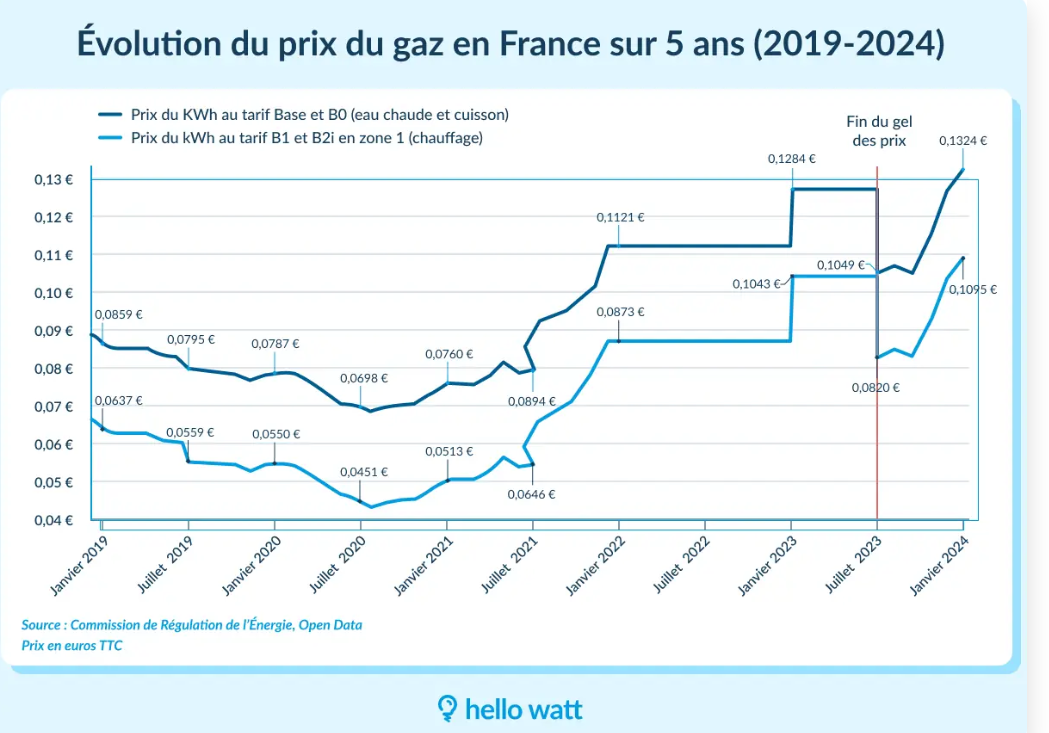 Évolution du prix du gaz en France sur 5 ans (2019-2024)
Prix du KWh au tarif Base et B0 (eau chaude et cuisson)
Prix du kWh au tarif B1 et B2i en zone 1 (chauffage)
Fin du gel
des prix
0,1324 €
0,1284 €
0,13 €
0,12 €
0,1121 €
0,11 €
0,1049 €
0,1043 €
0,10 €
0,1095 €
0,0859 €
0,0873 €
0,09 €
0,0795 €
0,0787 €
0,0760 €
0,08 €
0,0698 €
0,0820 €
0,0637 €
0,0894 €
0,07 €
0,0559 €
0,0550 €
0,06 €
0,0513 €
0,0451 €
0,05 €
0,0646 €
0,04 €
Janvier 2019
Juillet 2019
Janvier 2020
Juillet 2020
Janvier 2021
Juillet 2021
Janvier 2022
Juillet 2022
Janvier 2023
Juillet 2023
Janvier 2024
Source : Commission de Régulation de l'Énergie, Open Data
Prix en euros TTC
hello watt